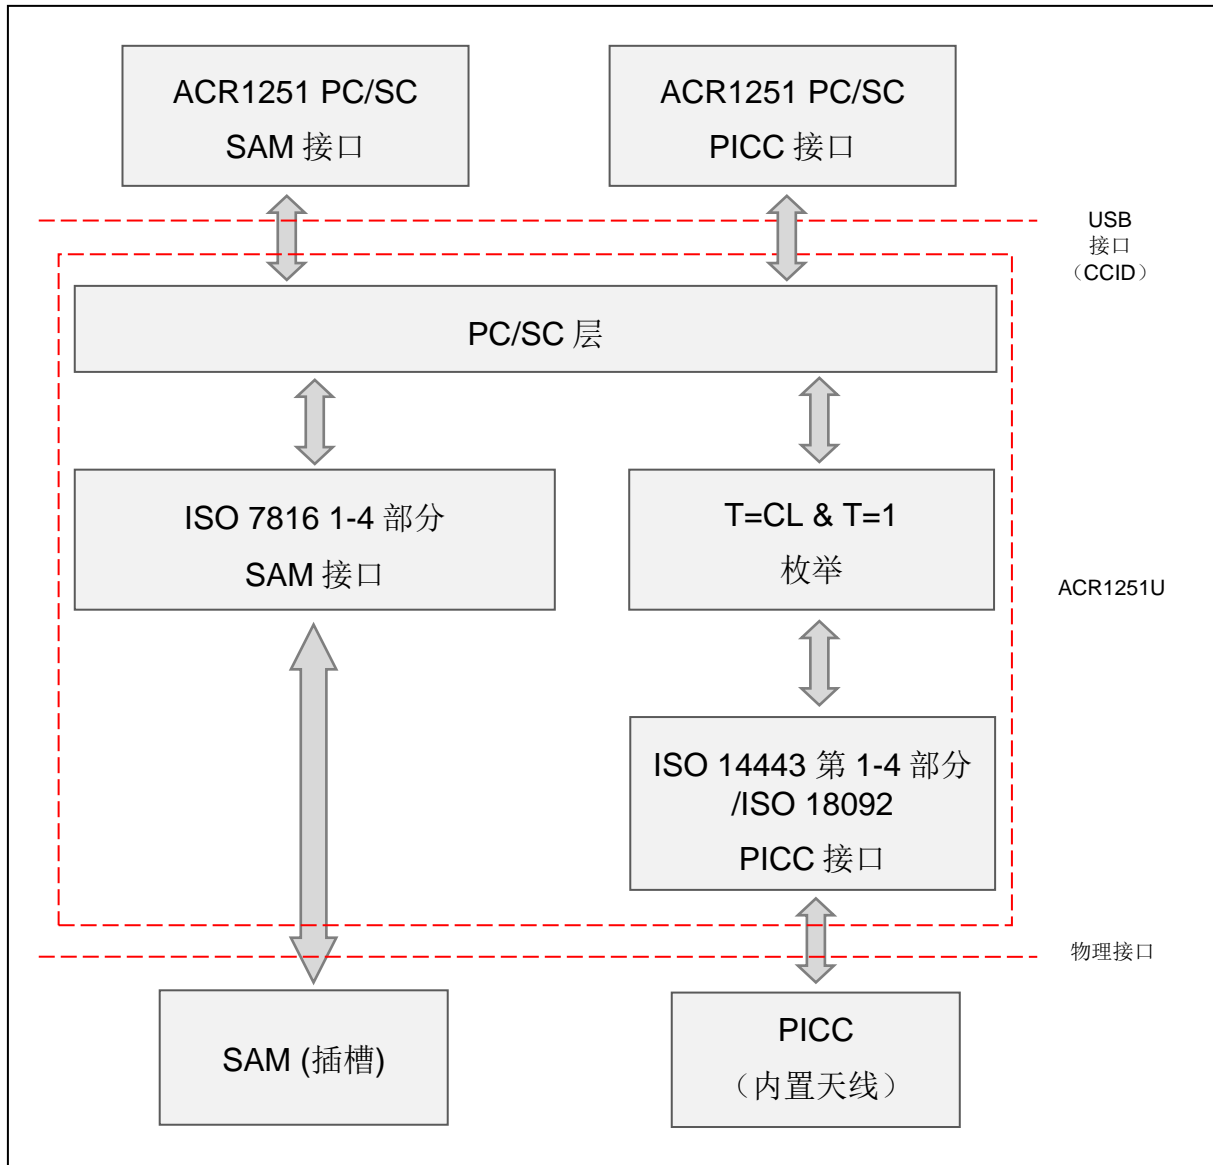 ACR1251 PC/SC
SAM 接口
ACR1251 PC/SC
PICC 接口
USB
接口
（CCID）
PC/SC 层
ISO 7816 1-4 部分
SAM 接口
T=CL & T=1
枚举
ACR1251U
ISO 14443 第 1-4 部分
/ISO 18092
PICC 接口
物理接口
SAM (插槽)
PICC
（内置天线）